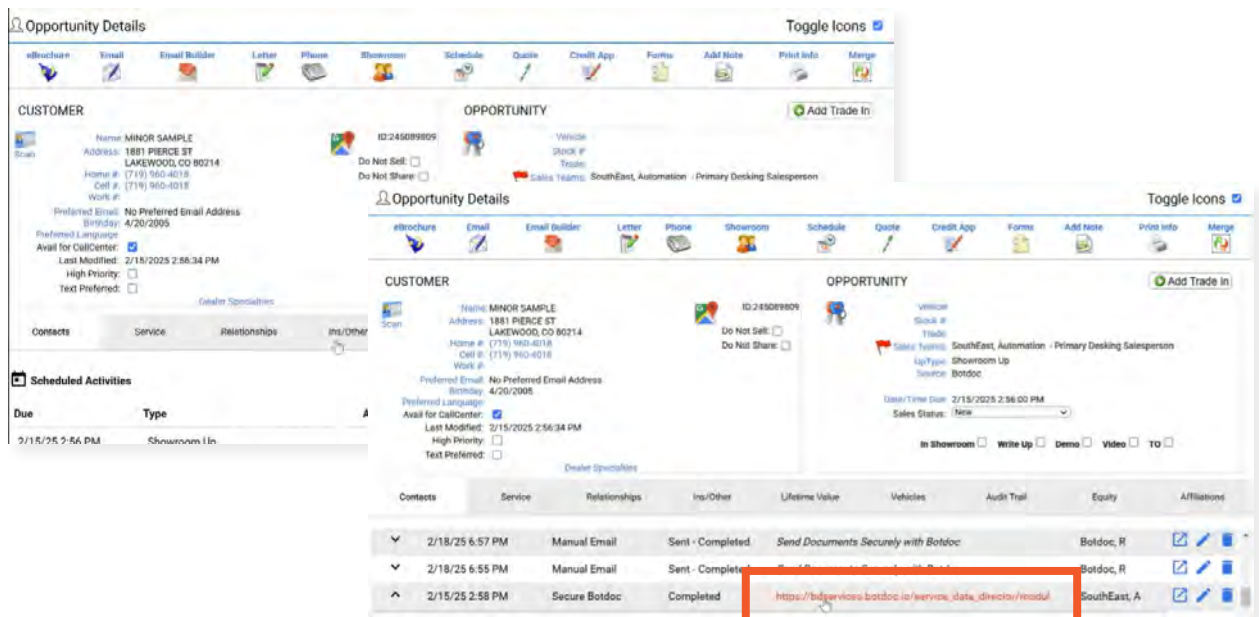 Opportunity Details
Toggle Icons
eBrochure Email Email Builder Letter Phone Showroom Schedule Quote Credit App Forms Add Note Print Info Merge
CUSTOMER
OPPORTUNITY
Add Trade In
Scan
Name: MINOR SAMPLE
ID:245089809
Vehicle
Address: 1881 PIERCE ST
Stock #
LAKEWOOD, CO 80214
Do Not Sell:
Trade:
Home #: (719) 960-4018
Do Not Share:
Sales Teams: SouthEast, Automation - Primary Desking Salesperson
Cell #: (719) 960-4018
Work #:
Preferred Email: No Preferred Email Address
Birthday: 4/20/2005
Preferred Language:
Avail for CallCenter:
Last Modified: 2/15/2025 2:56:34 PM
High Priority:
Text Preferred:
Dealer Specialties
Contacts Service Relationships Ins/Other
Scheduled Activities
Due Type A
2/15/25 2:56 PM Showroom Up
Opportunity Details
Toggle Icons
eBrochure Email Email Builder Letter Phone Showroom Schedule Quote Credit App Forms Add Note Print Info Merge
CUSTOMER
OPPORTUNITY
Add Trade In
Scan
Name: MINOR SAMPLE
ID:245089809
Vehicle
Address: 1881 PIERCE ST
Stock #
LAKEWOOD, CO 80214
Do Not Sell:
Trade:
Home #: (719) 960-4018
Do Not Share:
Sales Teams: SouthEast, Automation - Primary Desking Salesperson
Cell #: (719) 960-4018
UpType: Showroom Up
Work #:
Source: Botdoc
Preferred Email: No Preferred Email Address
Birthday: 4/20/2005
Date/Time Due: 2/15/2025 2:56:00 PM
Preferred Language:
Avail for CallCenter:
Sales Status: New
Last Modified: 2/15/2025 2:56:34 PM
High Priority:
In Showroom Write Up Demo Video TO
Text Preferred:
Dealer Specialties
Contacts Service Relationships Ins/Other Lifetime Value Vehicles Audit Trail Equity Affiliations
2/18/25 6:57 PM Manual Email Sent - Completed Send Documents Securely with Botdoc Botdoc, R
2/18/25 6:55 PM Manual Email Sent - Completed Send Documents Securely with Botdoc Botdoc, R
2/15/25 2:58 PM Secure Botdoc Completed https://bdservices.botdoc.io/service_data_director/modul SouthEast, A